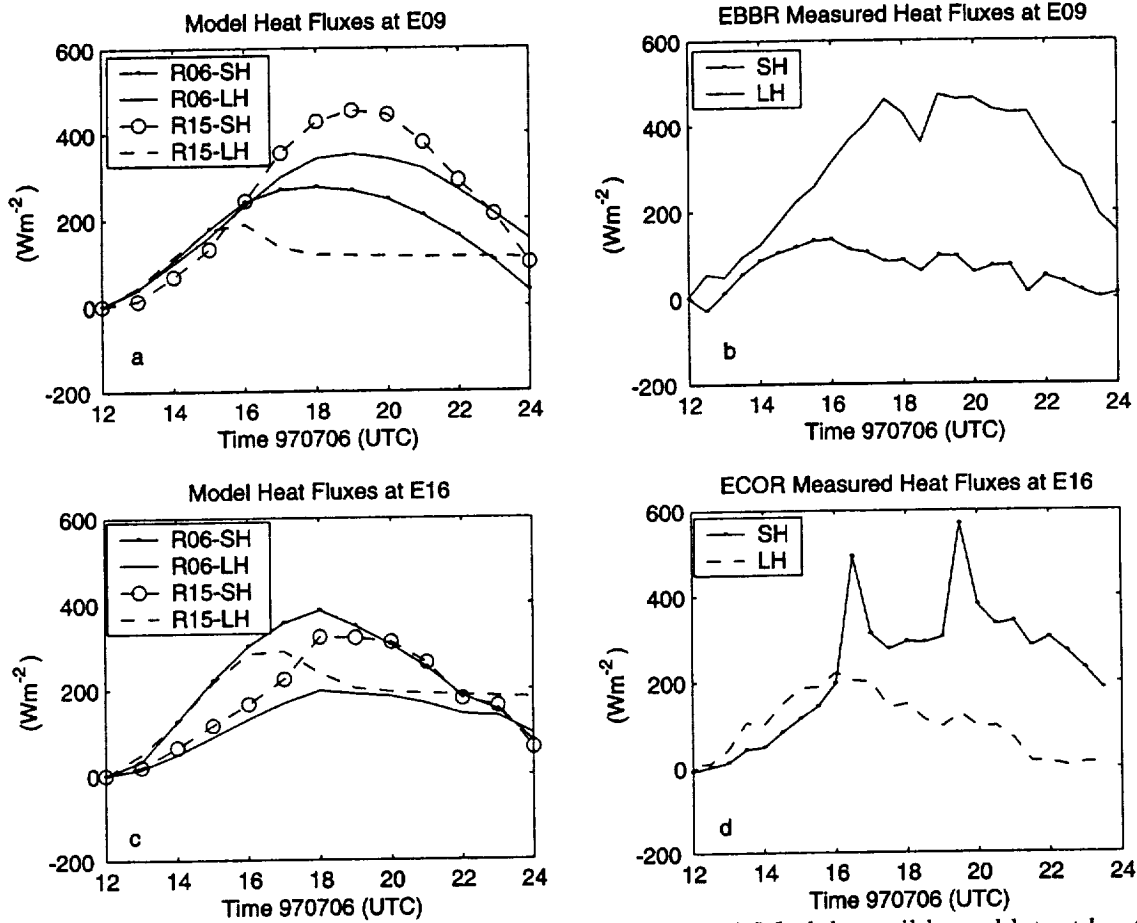 Model Heat Fluxes at E09
600
400
200
0
-200
(Wm-2)
R06-SH
R06-LH
R15-SH
R15-LH
a
12 14 16 18 20 22 24
Time 970706 (UTC)
EBBR Measured Heat Fluxes at E09
600
400
200
0
-200
(Wm-2)
SH
LH
b
12 14 16 18 20 22 24
Time 970706 (UTC)
Model Heat Fluxes at E16
600
400
200
0
-200
(Wm-2)
R06-SH
R06-LH
R15-SH
R15-LH
c
12 14 16 18 20 22 24
Time 970706 (UTC)
ECOR Measured Heat Fluxes at E16
600
400
200
0
-200
(Wm-2)
SH
LH
d
12 14 16 18 20 22 24
Time 970706 (UTC)